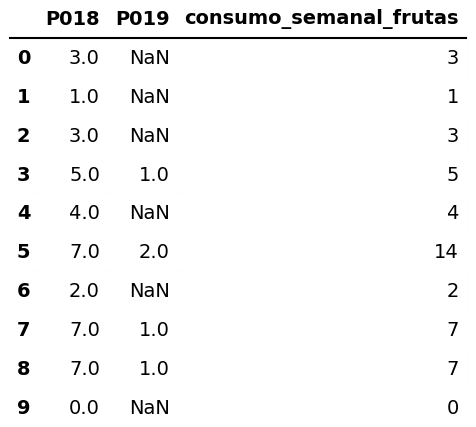 P018 P019 consumo_semanal_frutas
0 3.0 NaN 3
1 1.0 NaN 1
2 3.0 NaN 3
3 5.0 1.0 5
4 4.0 NaN 4
5 7.0 2.0 14
6 2.0 NaN 2
7 7.0 1.0 7
8 7.0 1.0 7
9 0.0 NaN 0